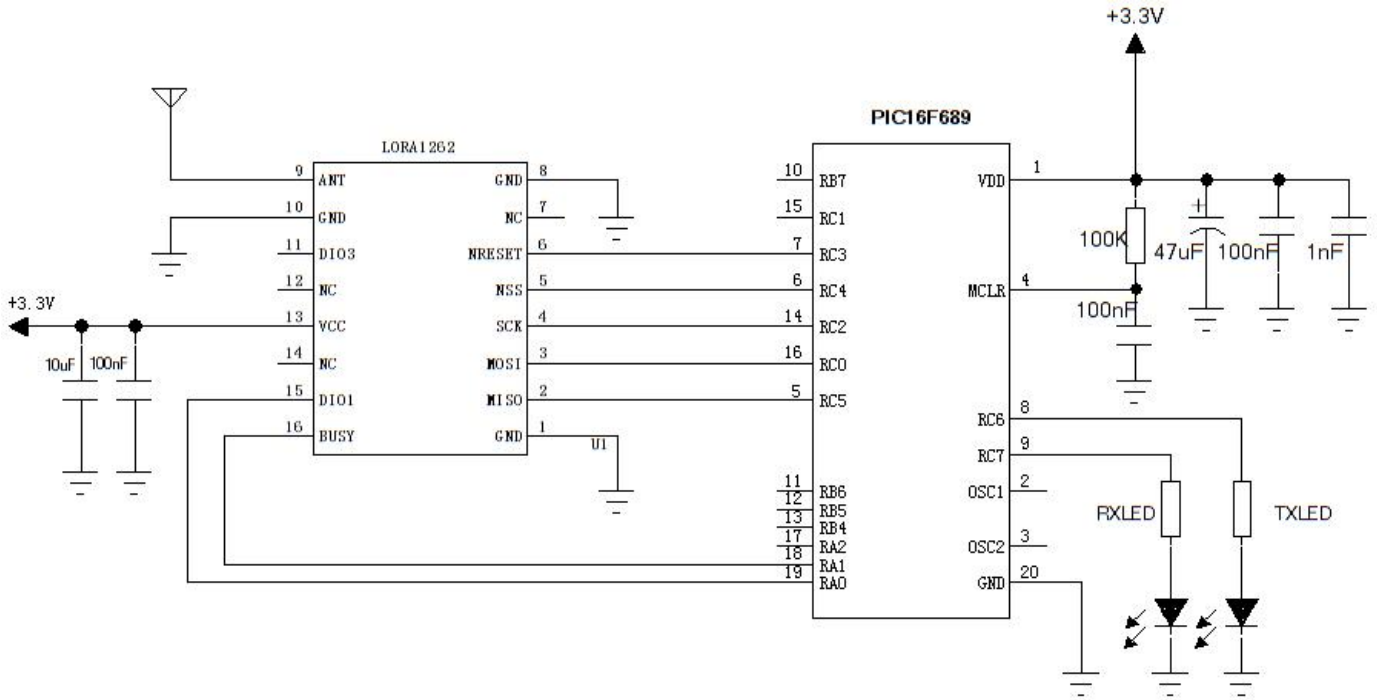 +3.3V
PIC16F689
LORA1262
9 ANT GND 8
10 GND NC 7
11 DIO3 NRESET 6
12 NC NSS 5
13 VCC SCK 4
14 NC MOSI 3
15 DIO1 MISO 2
16 BUSY GND 1
U1
+3.3V
10uF 100nF
10 RB7 VDD 1
15 RC1
7 RC3
6 RC4 MCLR 4
14 RC2
16 RC0
5 RC5
RC6 8
RC7 9
11 RB6 OSC1 2
12 RB5
13 RB4
17 RA2 OSC2 3
18 RA1
19 RA0 GND 20
100K
+
47uF 100nF 1nF
100nF
RXLED TXLED